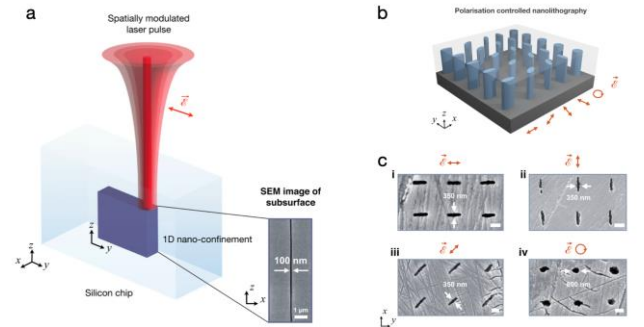 a
Spatially modulated
laser pulse
ℰ
z
y
1D nano-confinement
z
y
x
Silicon chip
SEM image of
subsurface
100 nm
z
x
1 μm
b
Polarisation controlled nanolithography
ℰ
z
y
x
C
ℰ
i
350 nm
ℰ
ii
350 nm
ℰ
iii
350 nm
ℰ
iv
600 nm
x
y